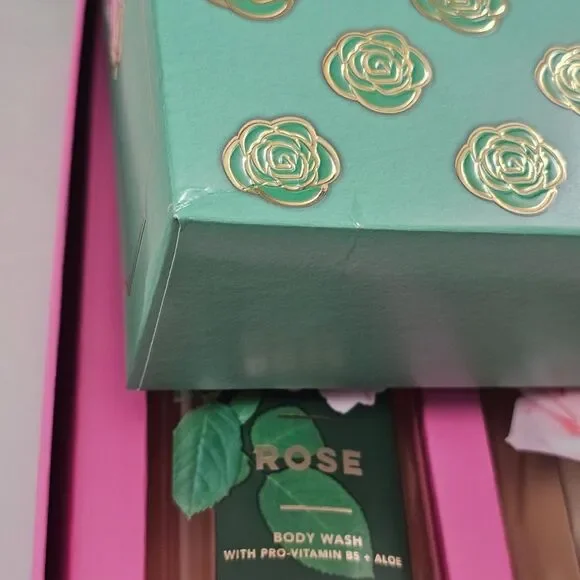 ROSE
BODY WASH
WITH PRO-VITAMIN B5 + ALOE